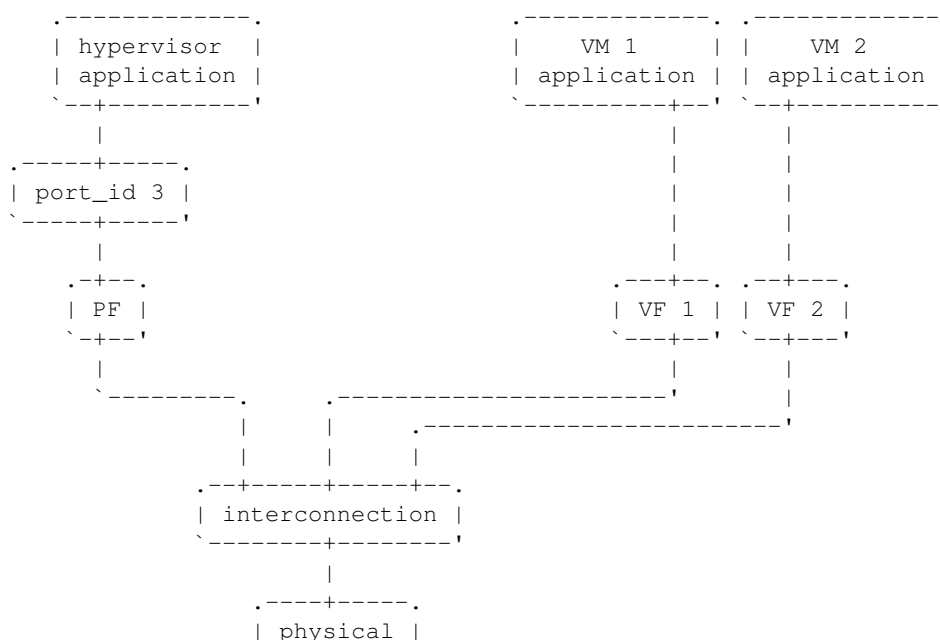 hypervisor VM 1 VM 2
application application application
port_id 3
PF VF 1 VF 2
interconnection
physical